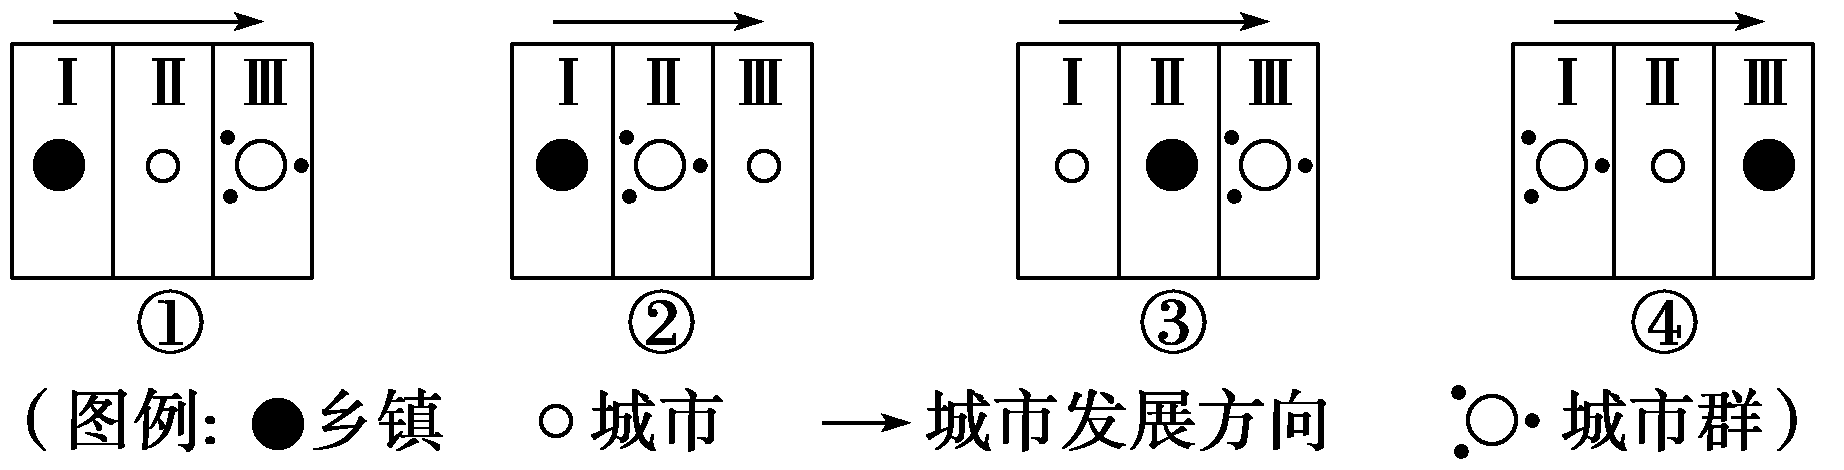 Ⅰ Ⅱ Ⅲ Ⅰ Ⅱ Ⅲ Ⅰ Ⅱ Ⅲ Ⅰ Ⅱ Ⅲ
① ② ③ ④
(图例: 乡镇 城市 城市发展方向 城市群)